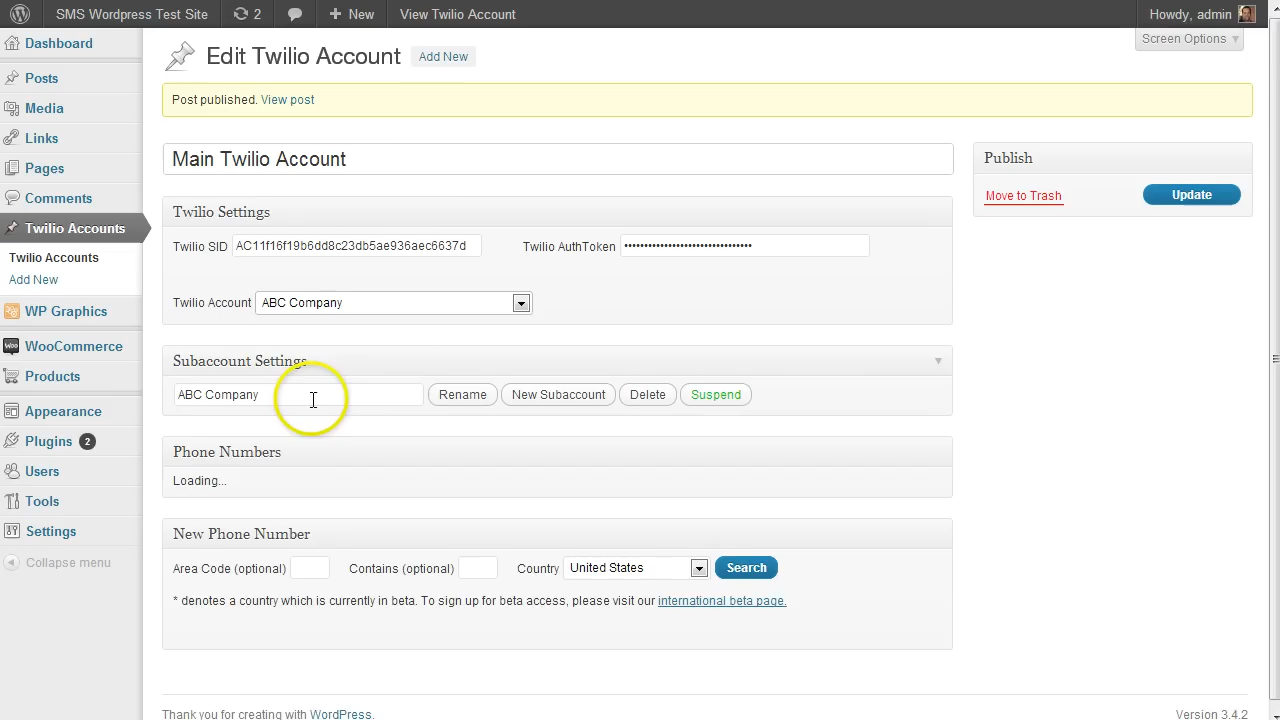 SMS Wordpress Test Site 2 New View Twilio Account Howdy, admin
Screen Options
Dashboard
Posts
Media
Links
Pages
Comments
Twilio Accounts
Twilio Accounts
Add New
WP Graphics
WooCommerce
Products
Appearance
Plugins 2
Users
Tools
Settings
Collapse menu
Edit Twilio Account Add New
Post published. View post
Main Twilio Account
Twilio Settings
Twilio SID AC11f16f19b6dd8c23db5ae936aec6637d Twilio AuthToken ••••••••••••••••••••••••••••••••
Twilio Account ABC Company
Subaccount Settings
ABC Company Rename New Subaccount Delete Suspend
Phone Numbers
Loading...
New Phone Number
Area Code (optional) Contains (optional) Country United States Search
* denotes a country which is currently in beta. To sign up for beta access, please visit our international beta page.
Publish
Move to Trash Update
Thank you for creating with WordPress. Version 3.4.2